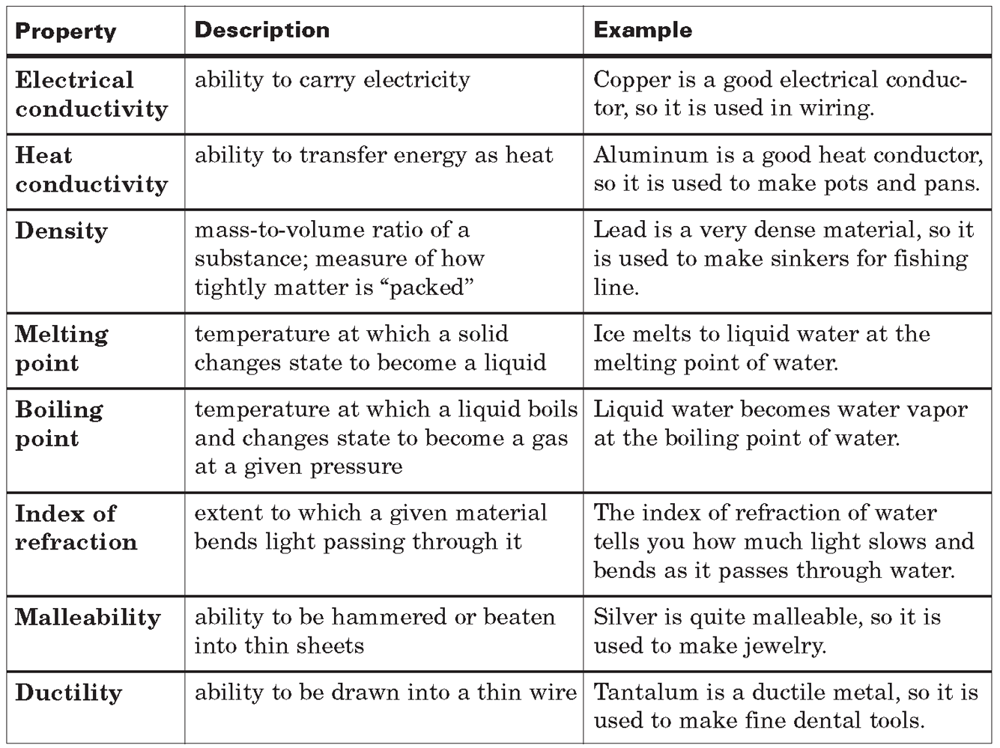 Property Description Example
Electrical ability to carry electricity Copper is a good electrical conduc-
conductivity tor, so it is used in wiring.
Heat ability to transfer energy as heat Aluminum is a good heat conductor,
conductivity so it is used to make pots and pans.
Density mass-to-volume ratio of a Lead is a very dense material, so it
substance; measure of how is used to make sinkers for fishing
tightly matter is “packed” line.
Melting temperature at which a solid Ice melts to liquid water at the
point changes state to become a liquid melting point of water.
Boiling temperature at which a liquid boils Liquid water becomes water vapor
point and changes state to become a gas at the boiling point of water.
at a given pressure
Index of extent to which a given material The index of refraction of water
refraction bends light passing through it tells you how much light slows and
bends as it passes through water.
Malleability ability to be hammered or beaten Silver is quite malleable, so it is
into thin sheets used to make jewelry.
Ductility ability to be drawn into a thin wire Tantalum is a ductile metal, so it is
used to make fine dental tools.